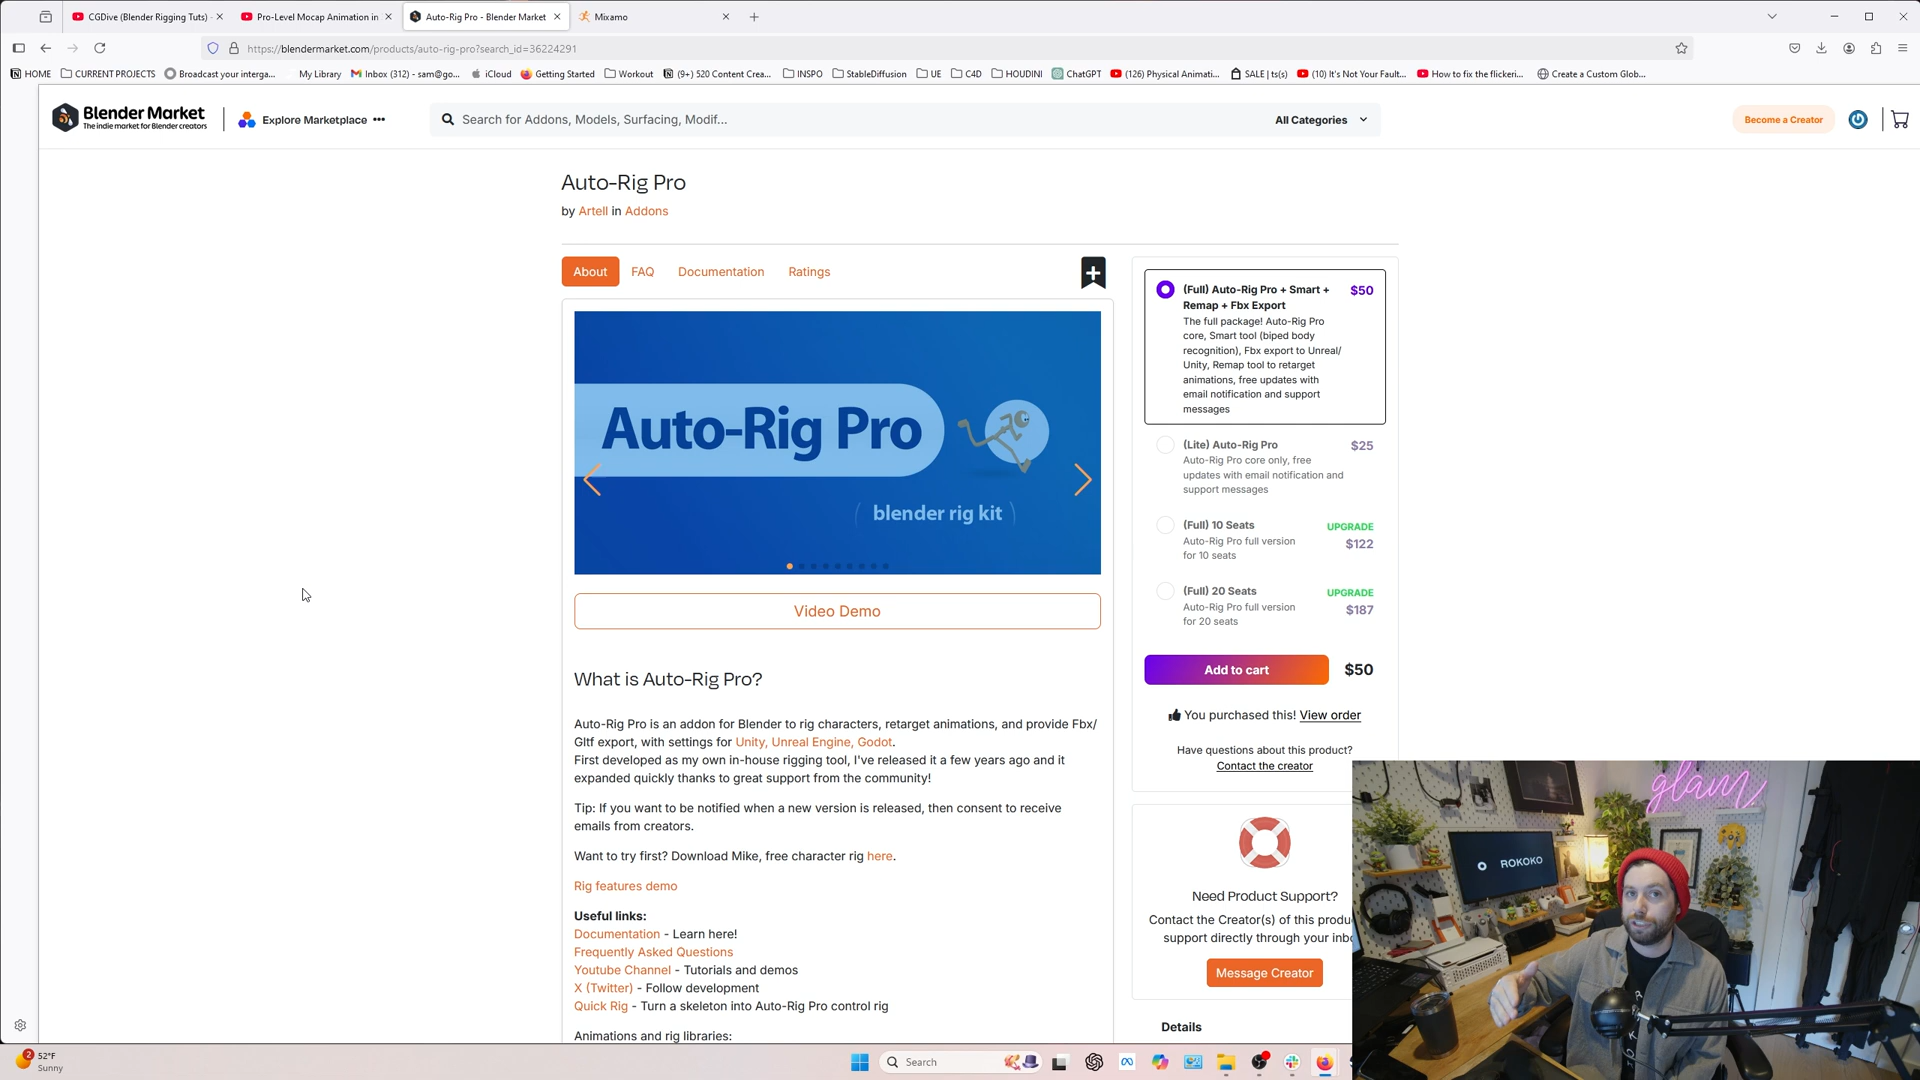 CGDive (Blender Rigging Tuts) -
Pro-Level Mocap Animation in
Auto-Rig Pro - Blender Market
Mixamo
https://blendermarket.com/products/auto-rig-pro?search_id=36224291
HOME
CURRENT PROJECTS
Broadcast your interga...
My Library
Inbox (312) - sam@go...
iCloud
Getting Started
Workout
(9+) 520 Content Crea...
INSPO
StableDiffusion
UE
C4D
HOUDINI
ChatGPT
(126) Physical Animati...
SALE | ts(s)
(10) It's Not Your Fault...
How to fix the flickeri...
Create a Custom Glob...
Blender Market
The indie market for Blender creators
Explore Marketplace •••
Search for Addons, Models, Surfacing, Modif...
All Categories
Become a Creator
Auto-Rig Pro
by Artell in Addons
About
FAQ
Documentation
Ratings
Auto-Rig Pro
blender rig kit
Video Demo
What is Auto-Rig Pro?
Auto-Rig Pro is an addon for Blender to rig characters, retarget animations, and provide Fbx/
Gltf export, with settings for Unity, Unreal Engine, Godot.
First developed as my own in-house rigging tool, I've released it a few years ago and it
expanded quickly thanks to great support from the community!
Tip: If you want to be notified when a new version is released, then consent to receive
emails from creators.
Want to try first? Download Mike, free character rig here.
Rig features demo
Useful links:
Documentation - Learn here!
Frequently Asked Questions
Youtube Channel - Tutorials and demos
X (Twitter) - Follow development
Quick Rig - Turn a skeleton into Auto-Rig Pro control rig
Animations and rig libraries:
(Full) Auto-Rig Pro + Smart +
Remap + Fbx Export
$50
The full package! Auto-Rig Pro
core, Smart tool (biped body
recognition), Fbx export to Unreal/
Unity, Remap tool to retarget
animations, free updates with
email notification and support
messages
(Lite) Auto-Rig Pro
$25
Auto-Rig Pro core only, free
updates with email notification and
support messages
(Full) 10 Seats
UPGRADE
Auto-Rig Pro full version
for 10 seats
$122
(Full) 20 Seats
UPGRADE
Auto-Rig Pro full version
for 20 seats
$187
Add to cart
$50
You purchased this! View order
Have questions about this product?
Contact the creator
Need Product Support?
Contact the Creator(s) of this produ
support directly through your inb
Message Creator
Details
glam
ROKOKO
2
52°F
Sunny
Search